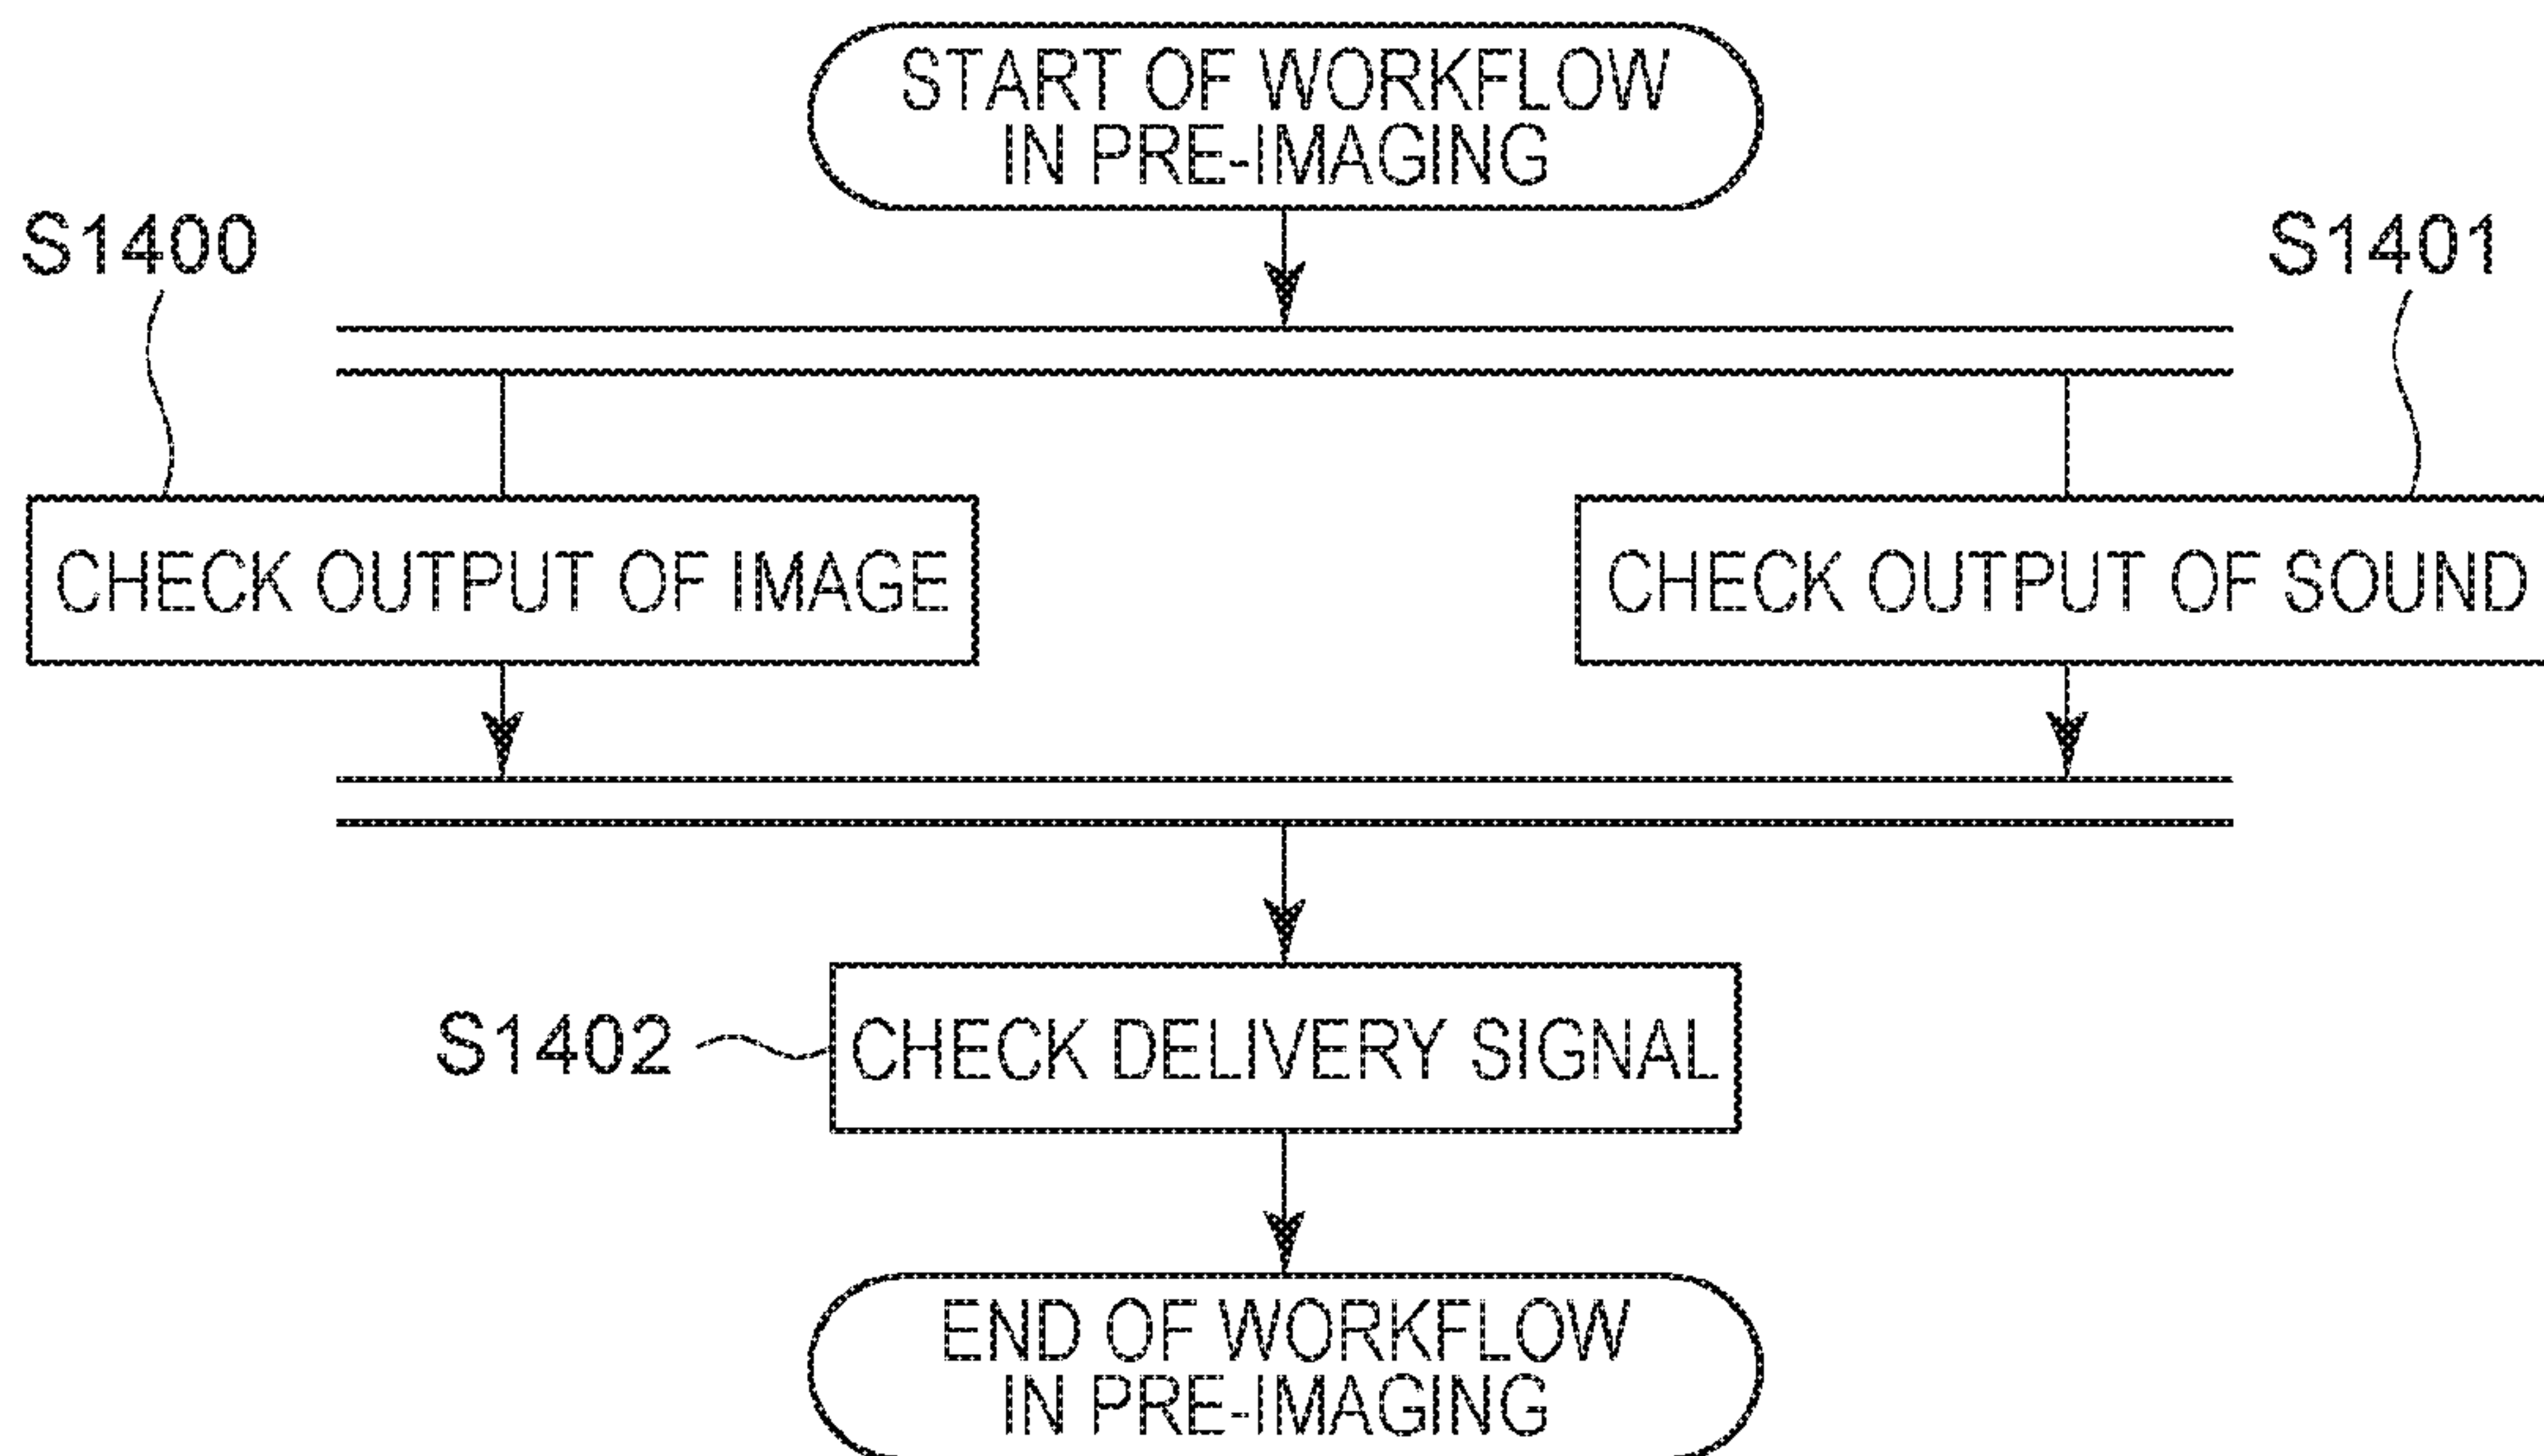 START OF WORKFLOW
IN PRE-IMAGING
S1400
S1401
CHECK OUTPUT OF IMAGE
CHECK OUTPUT OF SOUND
S1402
CHECK DELIVERY SIGNAL
END OF WORKFLOW
IN PRE-IMAGING